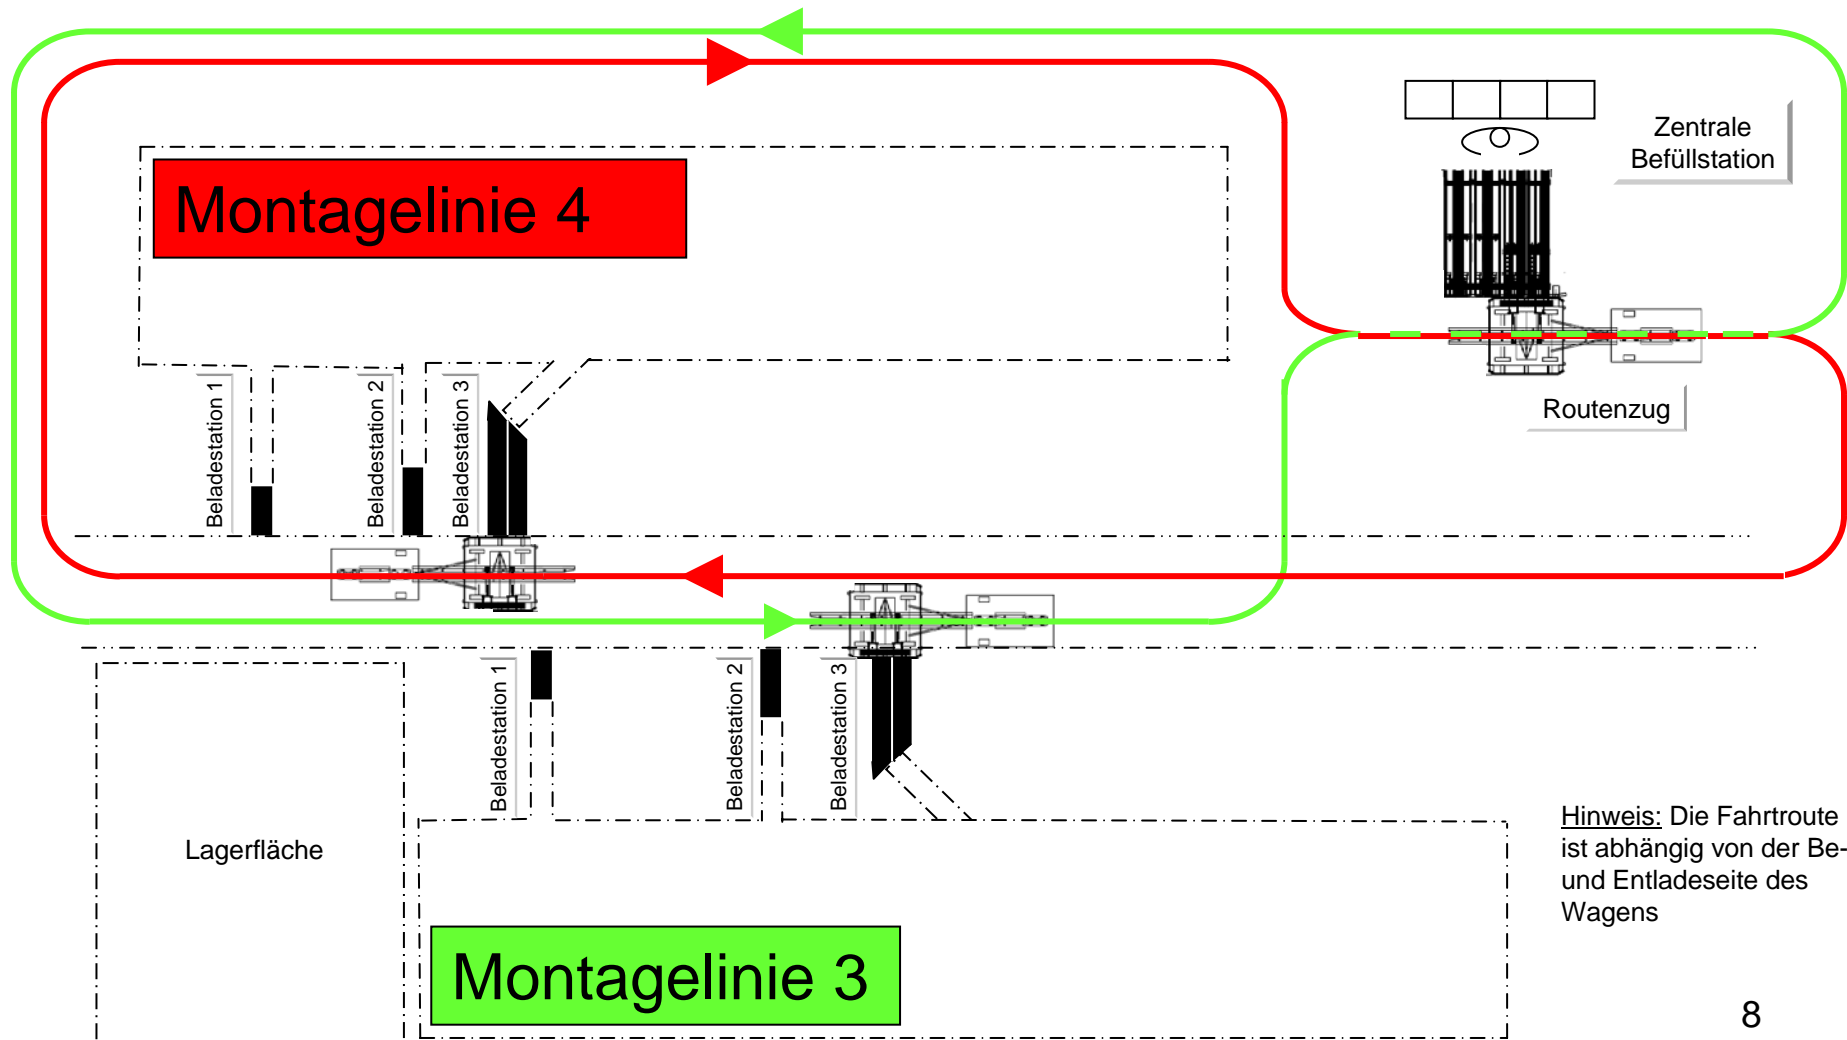 Zentrale
Befüllstation
Montagelinie 4
Beladestation 1
Beladestation 2
Beladestation 3
Routenzug
Beladestation 1
Beladestation 2
Beladestation 3
Lagerfläche
Hinweis: Die Fahrtroute
ist abhängig von der Be-
und Entladeseite des
Wagens
Montagelinie 3
8